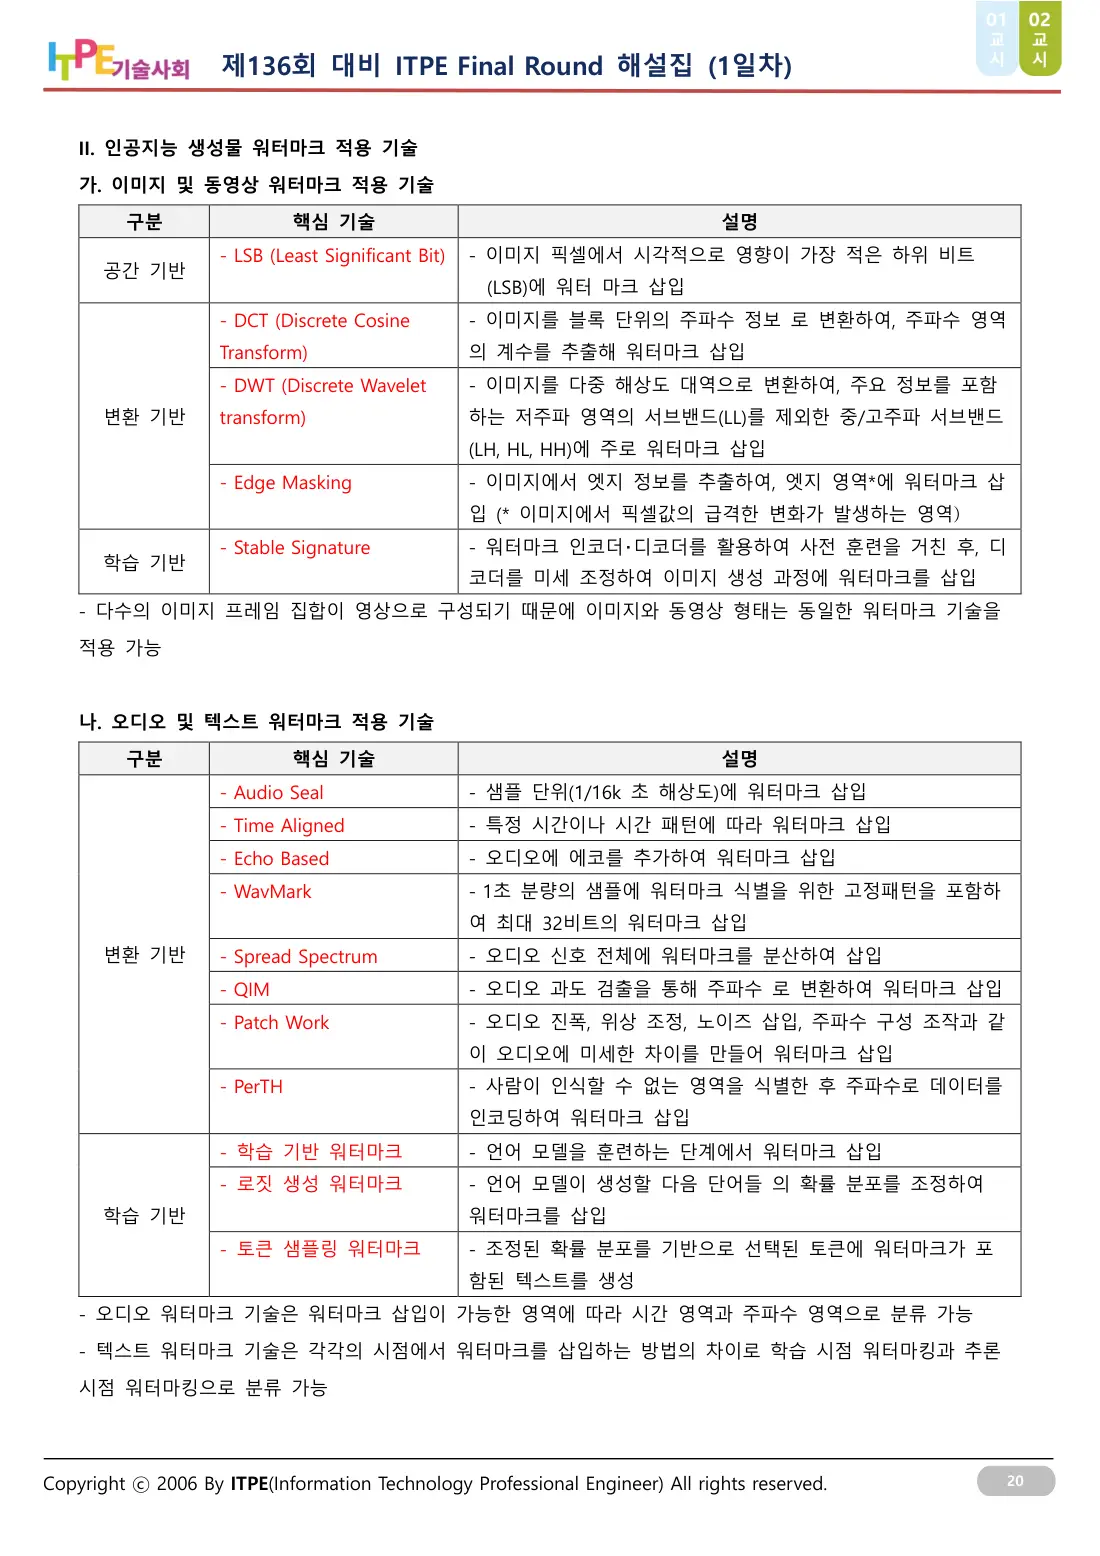 ITPE기술사회 제136회 대비 ITPE Final Round 해설집 (1일차)
01
교
시
02
교
시
II. 인공지능 생성물 워터마크 적용 기술
가. 이미지 및 동영상 워터마크 적용 기술
구분 핵심 기술 설명
공간 기반
- LSB (Least Significant Bit)
- 이미지 픽셀에서 시각적으로 영향이 가장 적은 하위 비트
(LSB)에 워터 마크 삽입
변환 기반
- DCT (Discrete Cosine
Transform)
- 이미지를 블록 단위의 주파수 정보 로 변환하여, 주파수 영역
의 계수를 추출해 워터마크 삽입
- DWT (Discrete Wavelet
transform)
- 이미지를 다중 해상도 대역으로 변환하여, 주요 정보를 포함
하는 저주파 영역의 서브밴드(LL)를 제외한 중/고주파 서브밴드
(LH, HL, HH)에 주로 워터마크 삽입
- Edge Masking
- 이미지에서 엣지 정보를 추출하여, 엣지 영역*에 워터마크 삽
입 (* 이미지에서 픽셀값의 급격한 변화가 발생하는 영역)
학습 기반
- Stable Signature
- 워터마크 인코더·디코더를 활용하여 사전 훈련을 거친 후, 디
코더를 미세 조정하여 이미지 생성 과정에 워터마크를 삽입
- 다수의 이미지 프레임 집합이 영상으로 구성되기 때문에 이미지와 동영상 형태는 동일한 워터마크 기술을
적용 가능
나. 오디오 및 텍스트 워터마크 적용 기술
구분 핵심 기술 설명
변환 기반
- Audio Seal
- 샘플 단위(1/16k 초 해상도)에 워터마크 삽입
- Time Aligned
- 특정 시간이나 시간 패턴에 따라 워터마크 삽입
- Echo Based
- 오디오에 에코를 추가하여 워터마크 삽입
- WavMark
- 1초 분량의 샘플에 워터마크 식별을 위한 고정패턴을 포함하
여 최대 32비트의 워터마크 삽입
- Spread Spectrum
- 오디오 신호 전체에 워터마크를 분산하여 삽입
- QIM
- 오디오 과도 검출을 통해 주파수 로 변환하여 워터마크 삽입
- Patch Work
- 오디오 진폭, 위상 조정, 노이즈 삽입, 주파수 구성 조작과 같
이 오디오에 미세한 차이를 만들어 워터마크 삽입
- PerTH
- 사람이 인식할 수 없는 영역을 식별한 후 주파수로 데이터를
인코딩하여 워터마크 삽입
학습 기반
- 학습 기반 워터마크
- 언어 모델을 훈련하는 단계에서 워터마크 삽입
- 로짓 생성 워터마크
- 언어 모델이 생성할 다음 단어들 의 확률 분포를 조정하여
워터마크를 삽입
- 토큰 샘플링 워터마크
- 조정된 확률 분포를 기반으로 선택된 토큰에 워터마크가 포
함된 텍스트를 생성
- 오디오 워터마크 기술은 워터마크 삽입이 가능한 영역에 따라 시간 영역과 주파수 영역으로 분류 가능
- 텍스트 워터마크 기술은 각각의 시점에서 워터마크를 삽입하는 방법의 차이로 학습 시점 워터마킹과 추론
시점 워터마킹으로 분류 가능
Copyright ⓒ 2006 By ITPE(Information Technology Professional Engineer) All rights reserved.
20